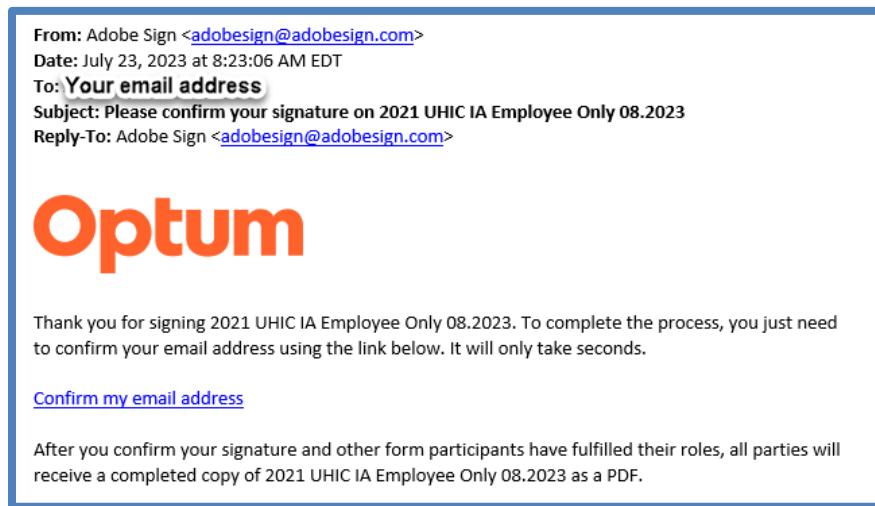 From: Adobe Sign <adobesign@adobesign.com>
Date: July 23, 2023 at 8:23:06 AM EDT
To: Your email address
Subject: Please confirm your signature on 2021 UHIC IA Employee Only 08.2023
Reply-To: Adobe Sign <adobesign@adobesign.com>
Optum
Thank you for signing 2021 UHIC IA Employee Only 08.2023. To complete the process, you just need
to confirm your email address using the link below. It will only take seconds.
Confirm my email address
After you confirm your signature and other form participants have fulfilled their roles, all parties will
receive a completed copy of 2021 UHIC IA Employee Only 08.2023 as a PDF.